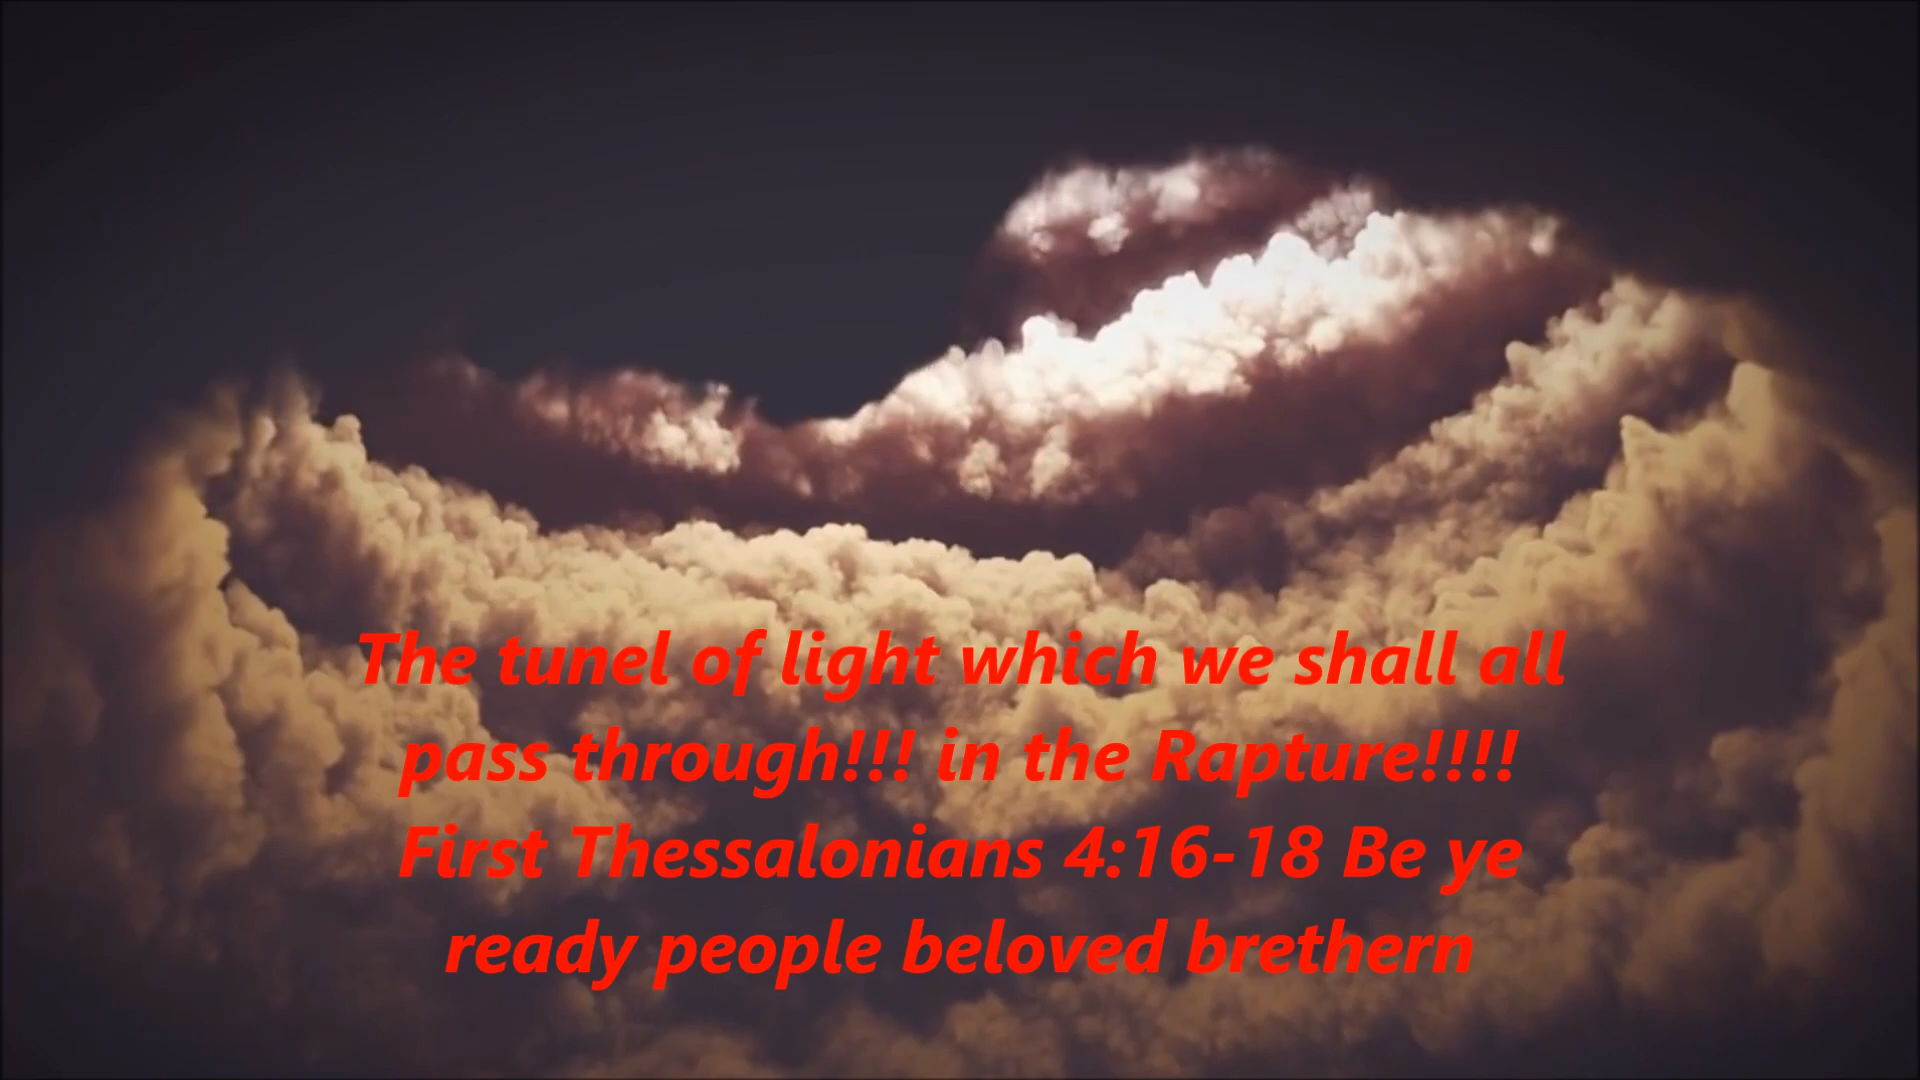 The tunel of light which we shall all
pass through!!! in the Rapture!!!!
First Thessalonians 4:16-18 Be ye
ready people beloved brethern